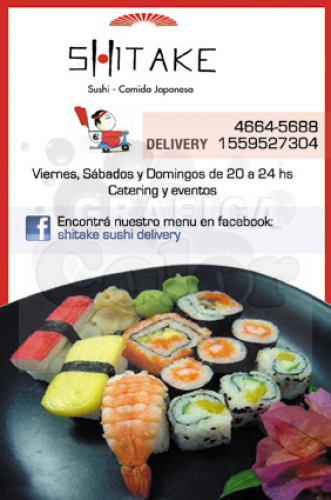 SHITAKE
Sushi - Comida Japonesa
4664-5688
DELIVERY 1559527304
Viernes, Sábados y Domingos de 20 a 24 hs
Catering y eventos
f Encontrá nuestro menu en facebook:
shitake sushi delivery
GRAFICA
Color